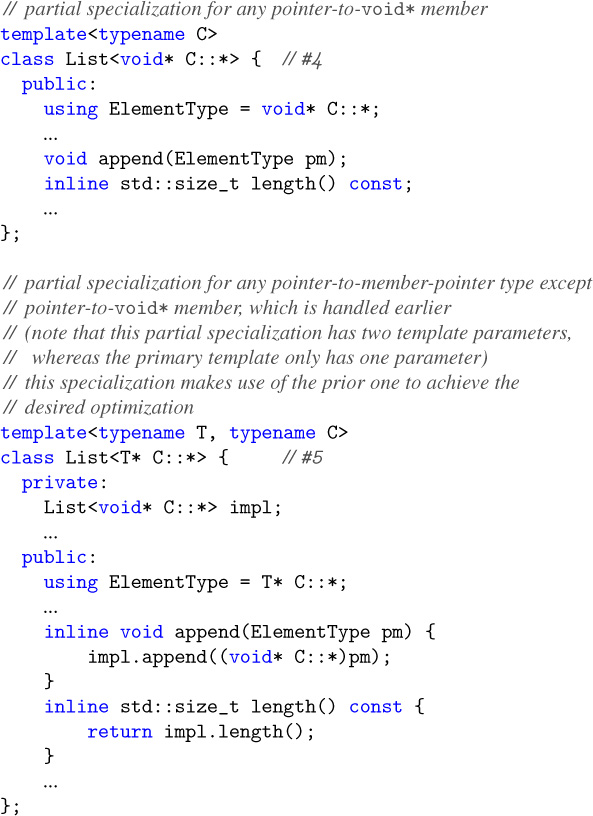 // partial specialization for any pointer-to-void* member
template<typename C>
class List<void* C::*> { // #4
  public:
    using ElementType = void* C::*;
    ...
    void append(ElementType pm);
    inline std::size_t length() const;
    ...
};

// partial specialization for any pointer-to-member-pointer type except
// pointer-to-void* member, which is handled earlier
// (note that this partial specialization has two template parameters,
//  whereas the primary template only has one parameter)
// this specialization makes use of the prior one to achieve the
// desired optimization
template<typename T, typename C>
class List<T* C::*> {    // #5
  private:
    List<void* C::*> impl;
    ...
  public:
    using ElementType = T* C::*;
    ...
    inline void append(ElementType pm) {
        impl.append((void* C::*)pm);
    }
    inline std::size_t length() const {
        return impl.length();
    }
    ...
};